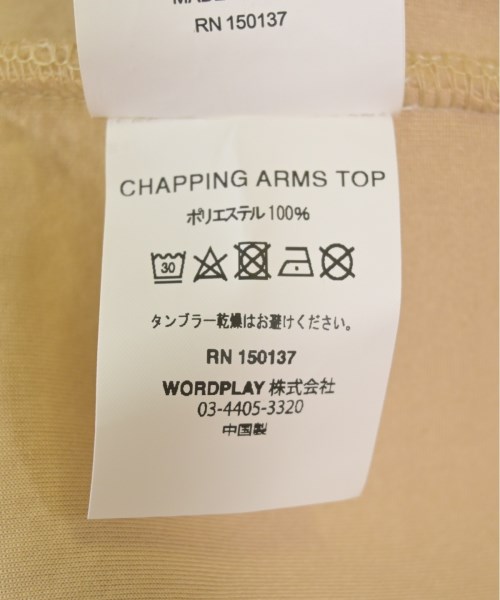 RN 150137
CHAPPING ARMS TOP
ポリエステル 100%
30
タンブラー乾燥はお避けください。
RN 150137
WORDPLAY 株式会社
03-4405-3320
中国製